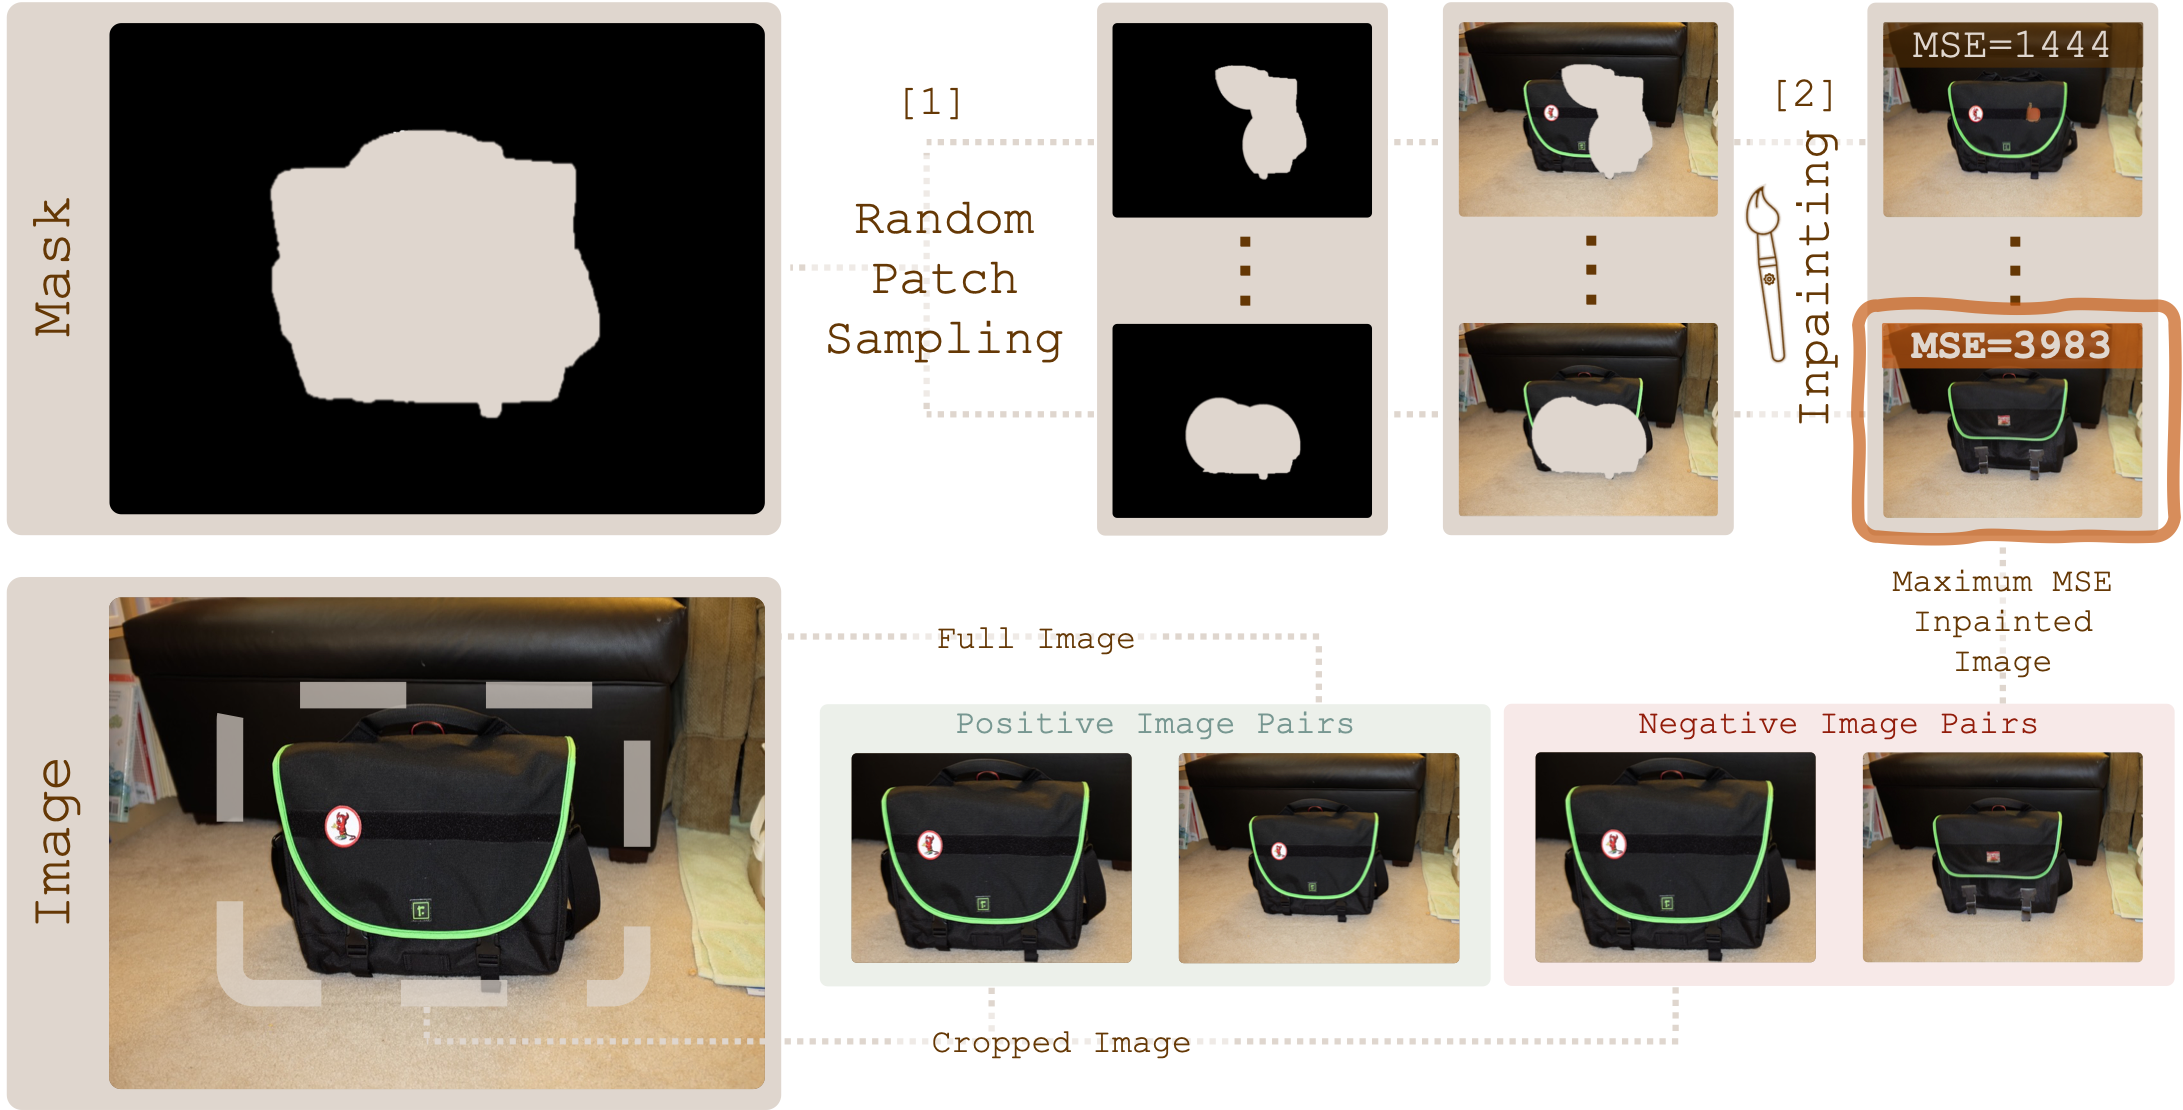 Mask
[1]
Random
Patch
Sampling
[2]
Inpainting
MSE=1444
MSE=3983
Maximum MSE
Inpainted
Image
Image
Full Image
Positive Image Pairs
Negative Image Pairs
Cropped Image